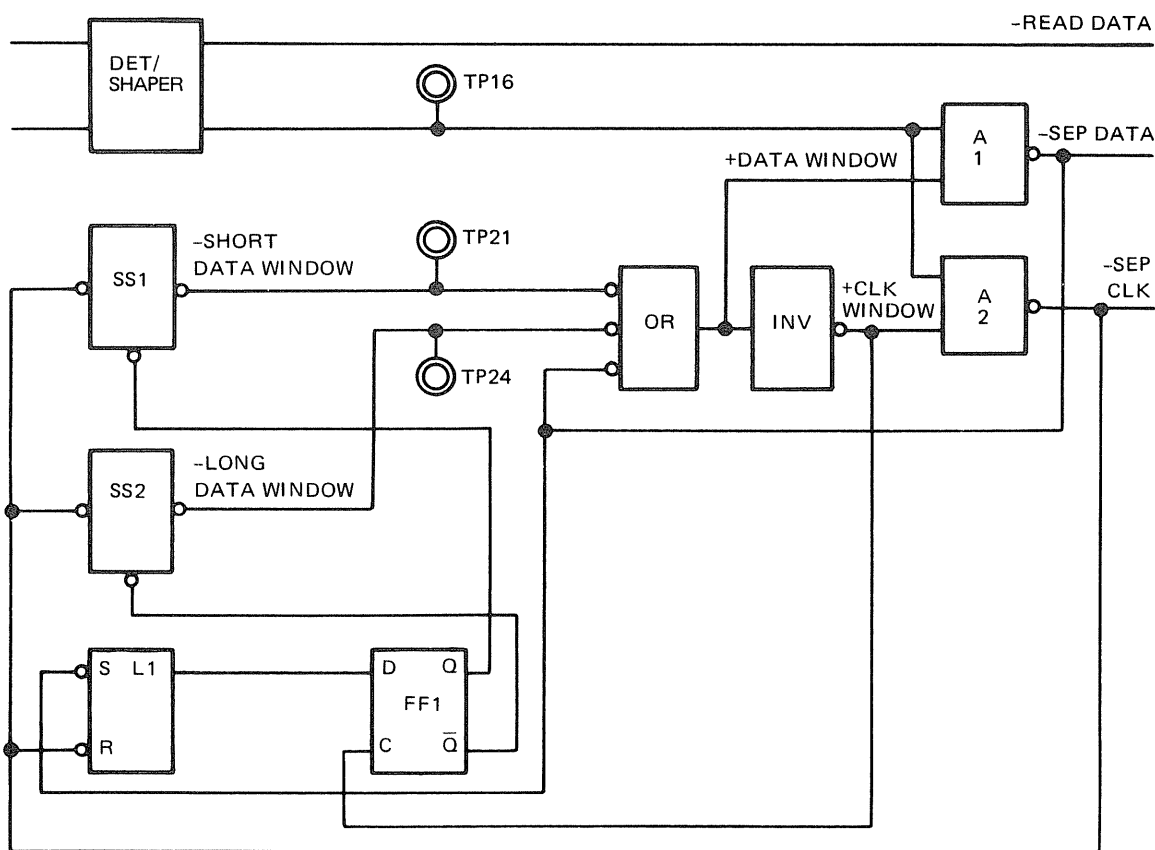 –READ DATA
DET/
SHAPER
TP16
A
1
–SEP DATA
+DATA WINDOW
–SHORT
DATA WINDOW
TP21
SS1
OR
INV
+CLK
WINDOW
A
2
–SEP
CLK
TP24
–LONG
DATA WINDOW
SS2
S L1
R
D Q
FF1
C Q̅